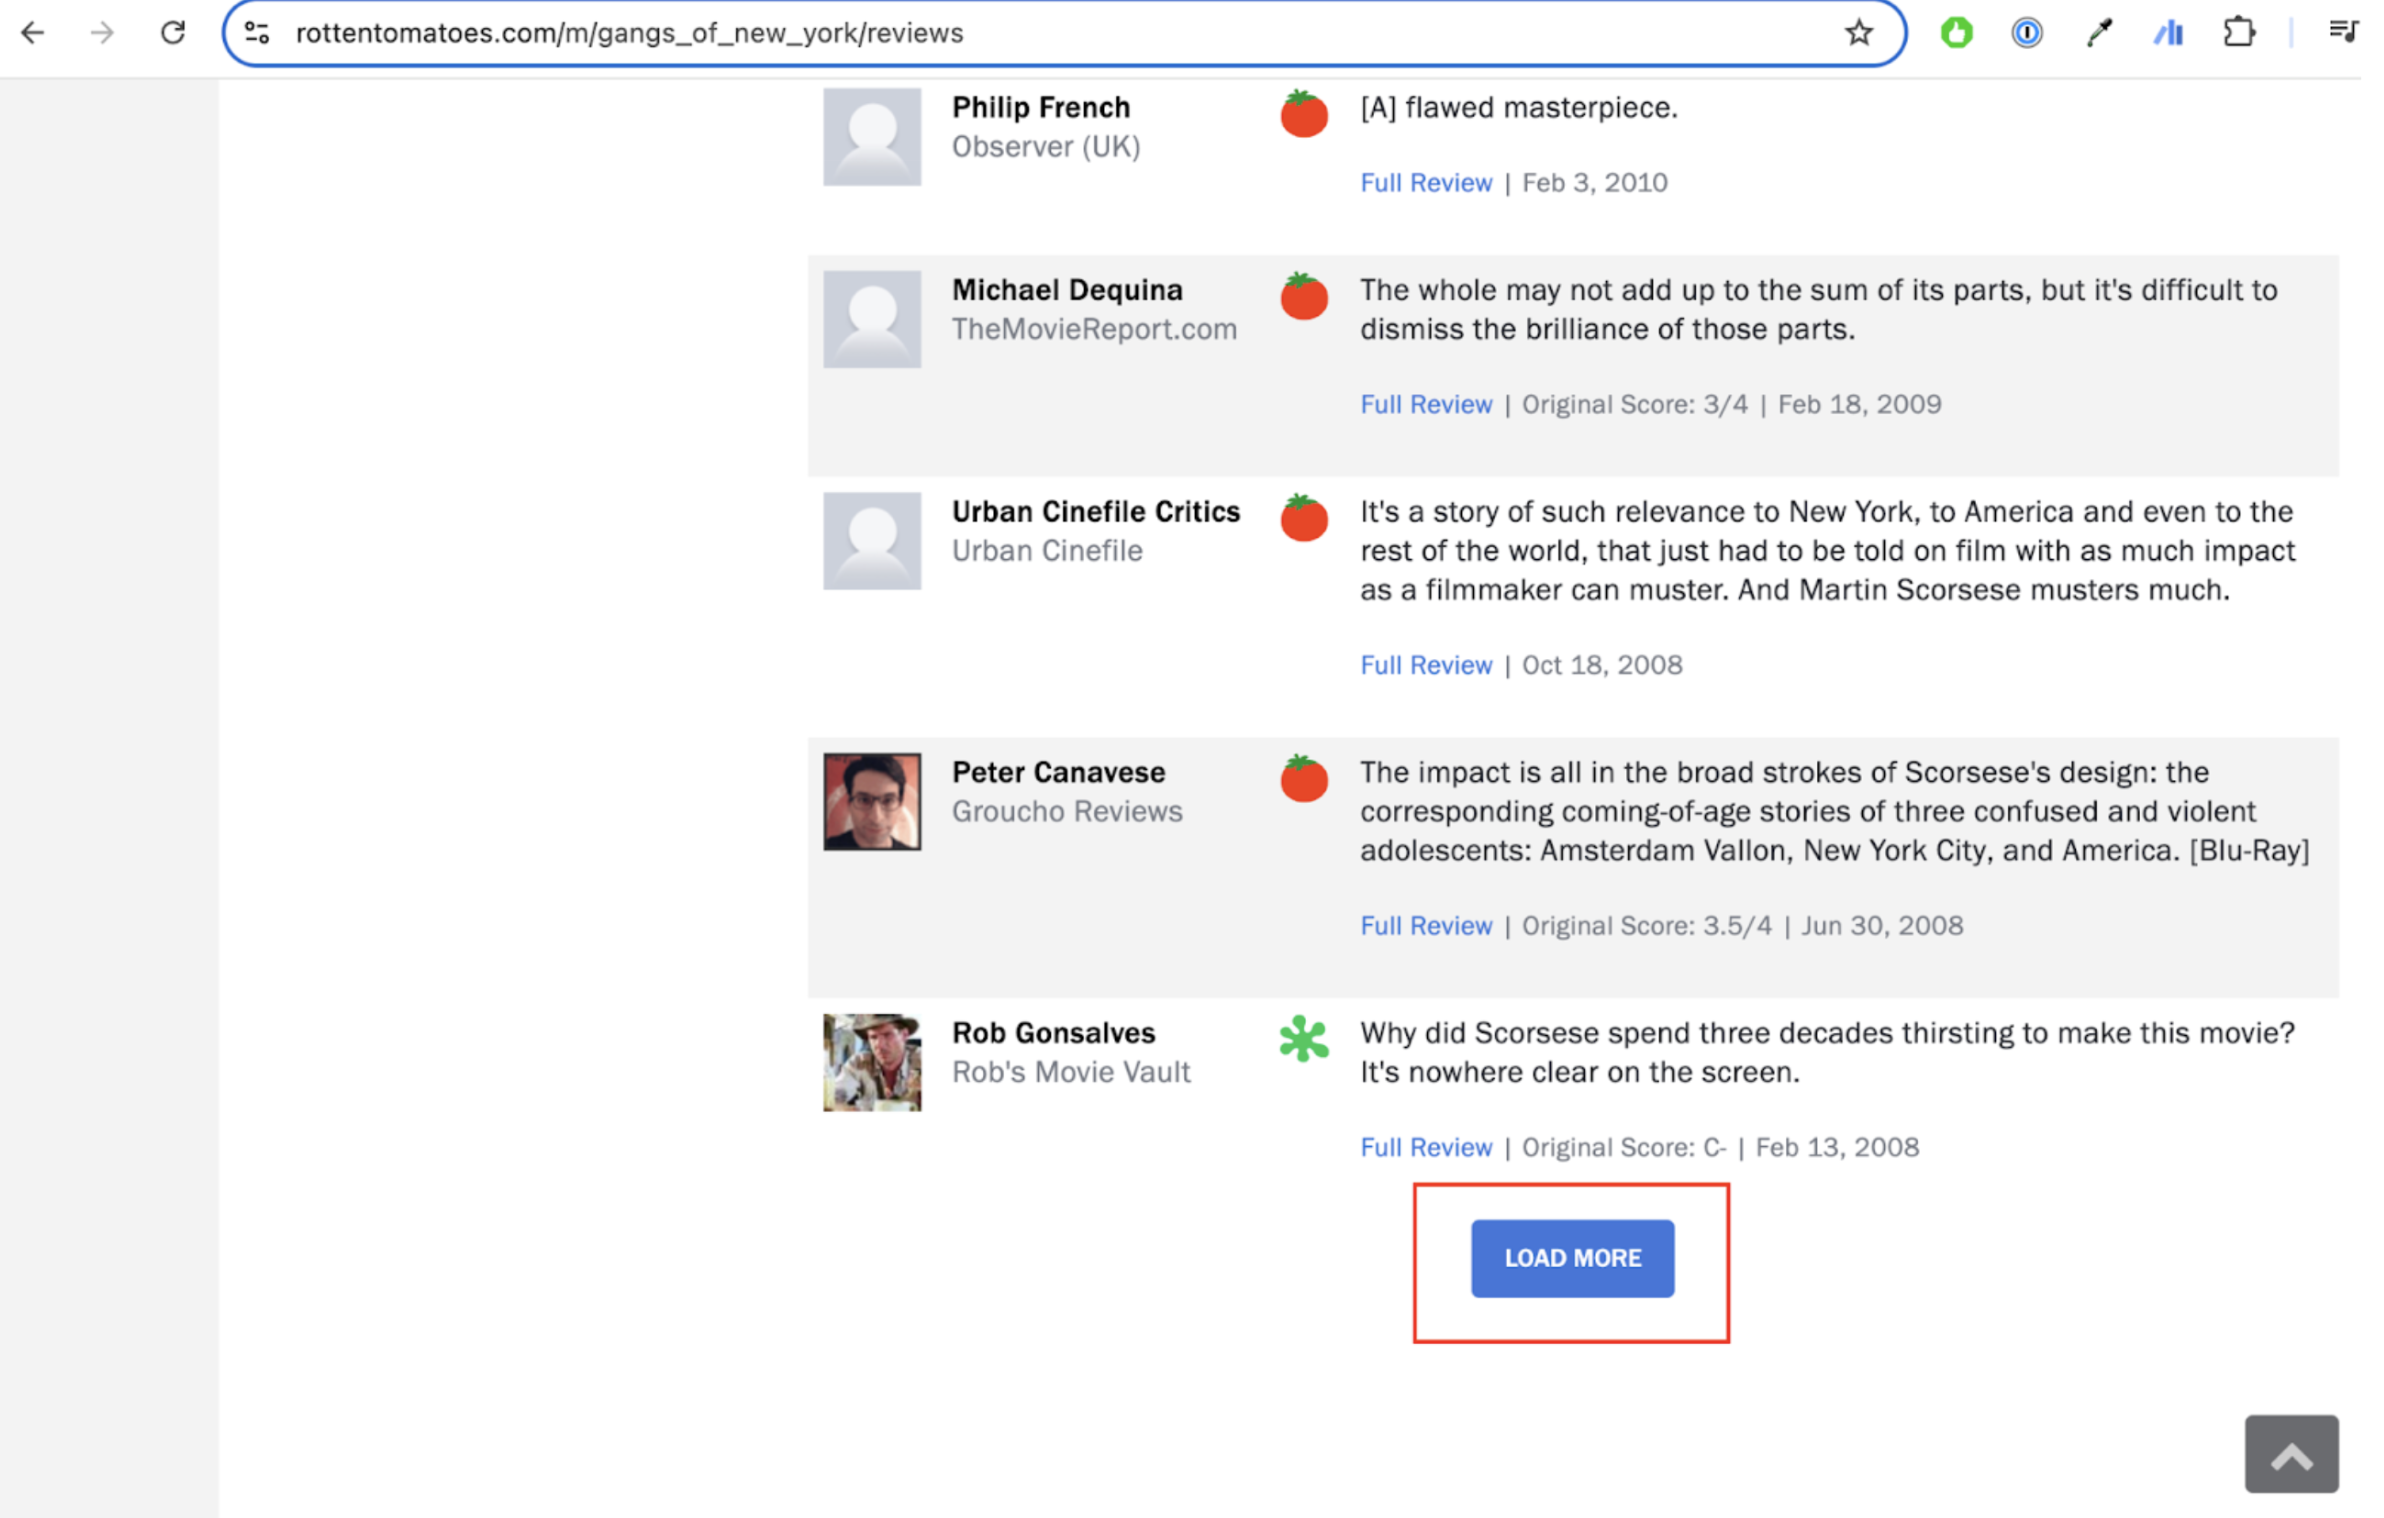 rottentomatoes.com/m/gangs_of_new_york/reviews
Philip French
Observer (UK)
[A] flawed masterpiece.
Full Review | Feb 3, 2010
Michael Dequina
TheMovieReport.com
The whole may not add up to the sum of its parts, but it's difficult to
dismiss the brilliance of those parts.
Full Review | Original Score: 3/4 | Feb 18, 2009
Urban Cinefile Critics
Urban Cinefile
It's a story of such relevance to New York, to America and even to the
rest of the world, that just had to be told on film with as much impact
as a filmmaker can muster. And Martin Scorsese musters much.
Full Review | Oct 18, 2008
Peter Canavese
Groucho Reviews
The impact is all in the broad strokes of Scorsese's design: the
corresponding coming-of-age stories of three confused and violent
adolescents: Amsterdam Vallon, New York City, and America. [Blu-Ray]
Full Review | Original Score: 3.5/4 | Jun 30, 2008
Rob Gonsalves
Rob's Movie Vault
Why did Scorsese spend three decades thirsting to make this movie?
It's nowhere clear on the screen.
Full Review | Original Score: C- | Feb 13, 2008
LOAD MORE